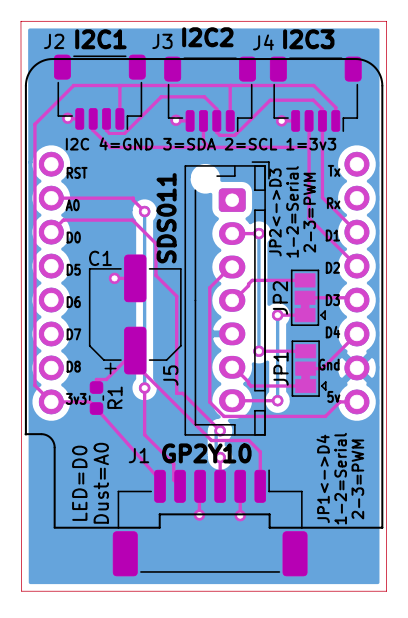 J2 I2C1 J3 I2C2 J4 I2C3
I2C 4=GND 3=SDA 2=SCL 1=3v3
RST
A0
D0
D5
D6
D7
D8
3v3
Tx
Rx
D1
D2
D3
D4
Gnd
5v
SDS011
JP2<->D3
1-2=Serial
2-3=PWM
C1
+
R1
J5
JP2
JP1
J1 GP2Y10
LED=D0
Dust=A0
JP1<->D4
1-2=Serial
2-3=PWM